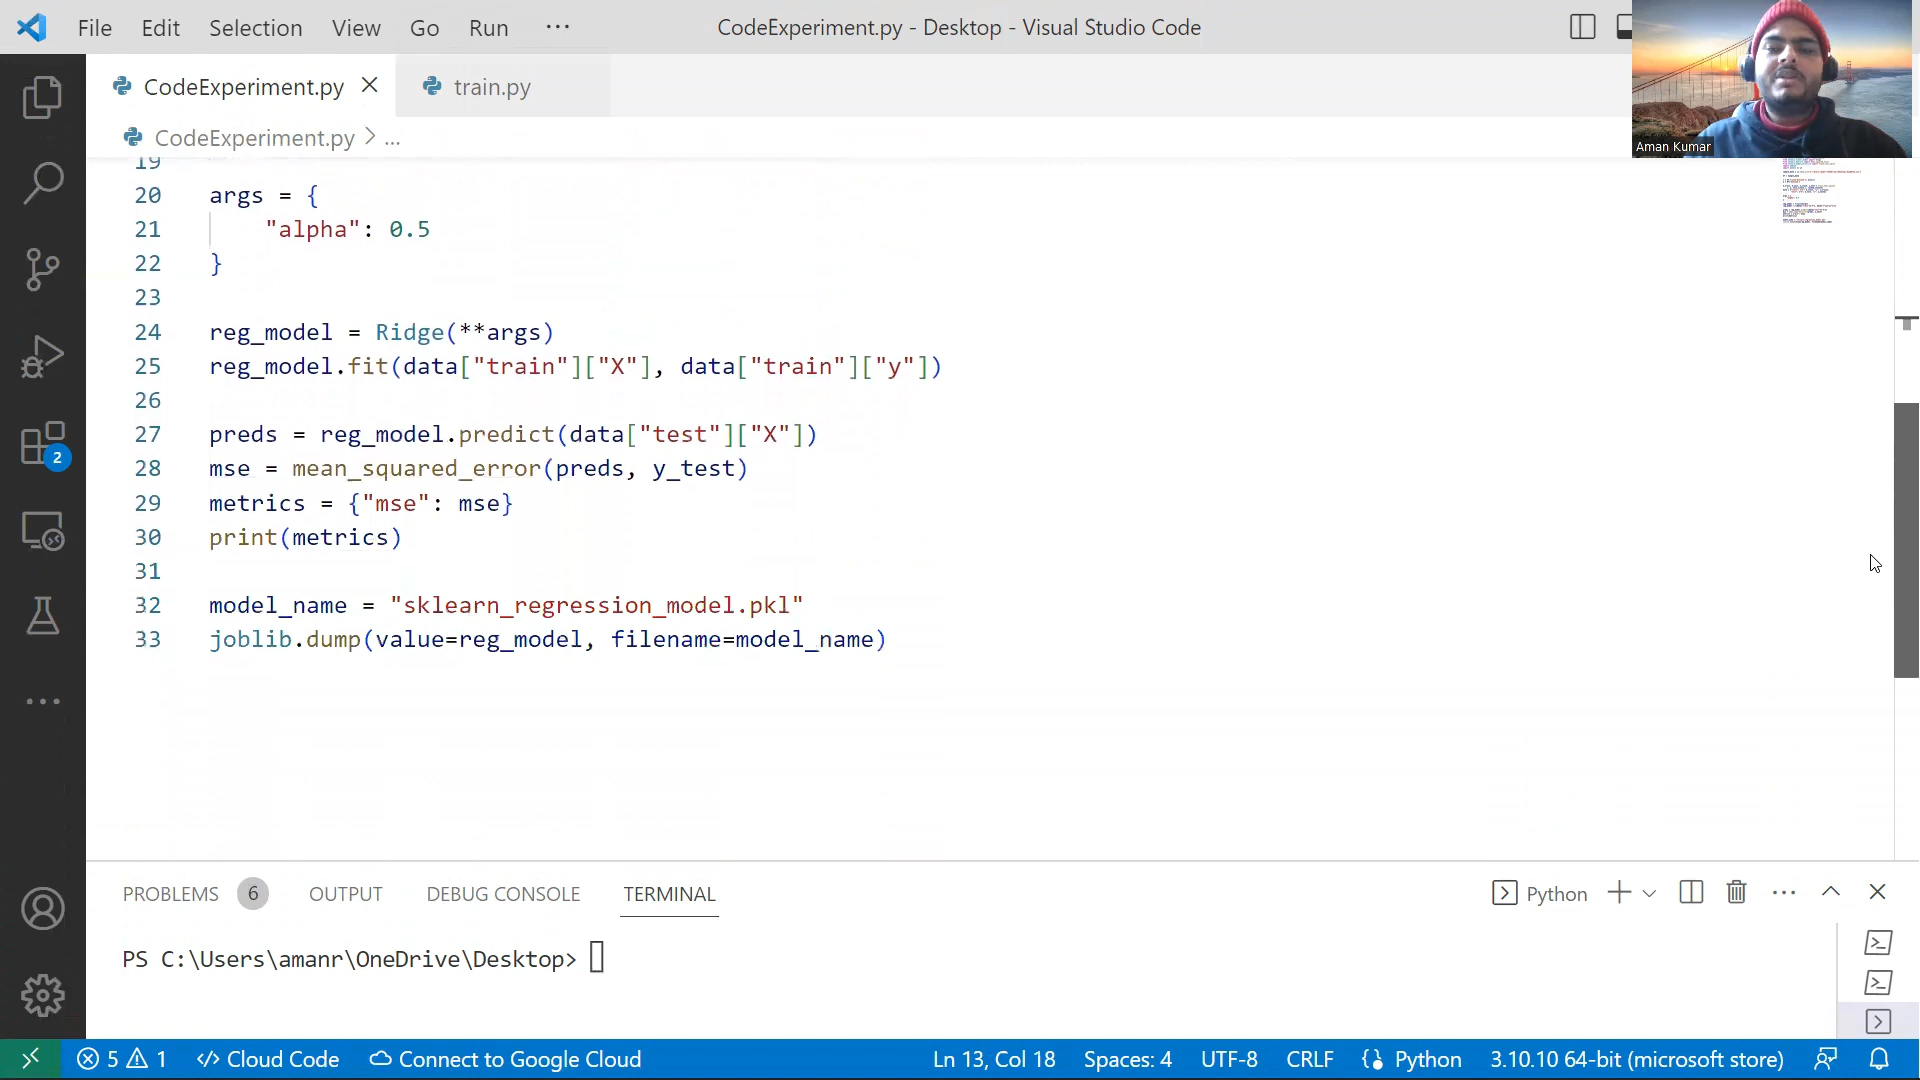 File Edit Selection View Go Run ...
CodeExperiment.py - Desktop - Visual Studio Code
CodeExperiment.py train.py
CodeExperiment.py > ...
Aman Kumar
19
20 args = {
21 "alpha": 0.5
22 }
23
24 reg_model = Ridge(**args)
25 reg_model.fit(data["train"]["X"], data["train"]["y"])
26
27 preds = reg_model.predict(data["test"]["X"])
28 mse = mean_squared_error(preds, y_test)
29 metrics = {"mse": mse}
30 print(metrics)
31
32 model_name = "sklearn_regression_model.pkl"
33 joblib.dump(value=reg_model, filename=model_name)
2
PROBLEMS 6 OUTPUT DEBUG CONSOLE TERMINAL Python
PS C:\Users\amanr\OneDrive\Desktop>
5 1 Cloud Code Connect to Google Cloud Ln 13, Col 18 Spaces: 4 UTF-8 CRLF Python 3.10.10 64-bit (microsoft store)